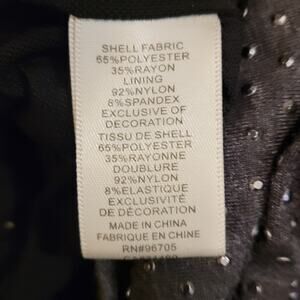 SHELL FABRIC
65%POLYESTER
35%RAYON
LINING
92%NYLON
8%SPANDEX
EXCLUSIVE OF
DECORATION
TISSU DE SHELL
65%POLYESTER
35%RAYONNE
DOUBLURE
92%NYLON
8%ELASTIQUE
EXCLUSIVITÉ
DE DÉCORATION
MADE IN CHINA
FABRIQUE EN CHINE
RN#96705